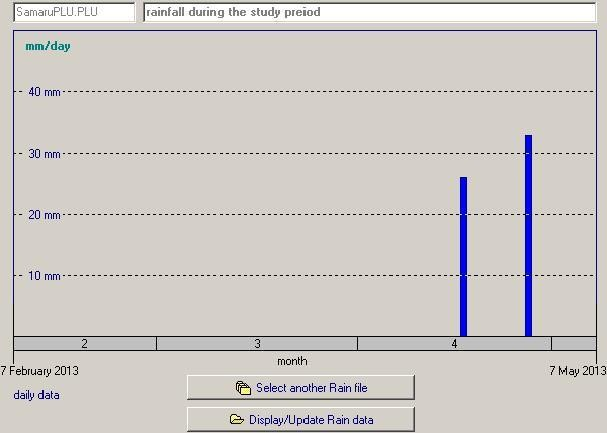 SamaruPLU.PLU
rainfall during the study preiod
mm/day
40 mm
30 mm
20 mm
10 mm
2 3 4
month
7 February 2013 7 May 2013
daily data
Select another Rain file
Display/Update Rain data